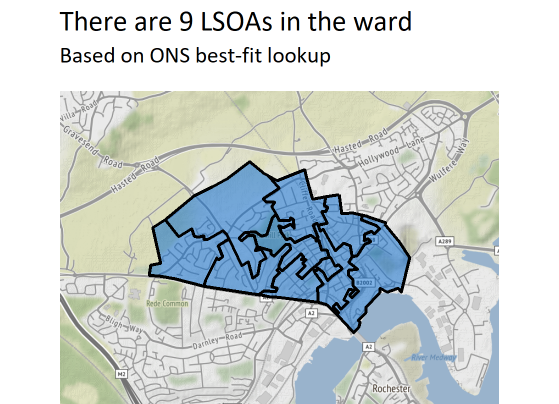 There are 9 LSOAs in the ward
Based on ONS best-fit lookup
Villa Road
Gravesend Road
Hasted Road
Hasted Road
Hollywood Lane
Wulfere Way
A289
B2002
Rede Common
A2
Bligh Way
Darnley Road
A2
River Medway
M2
Rochester